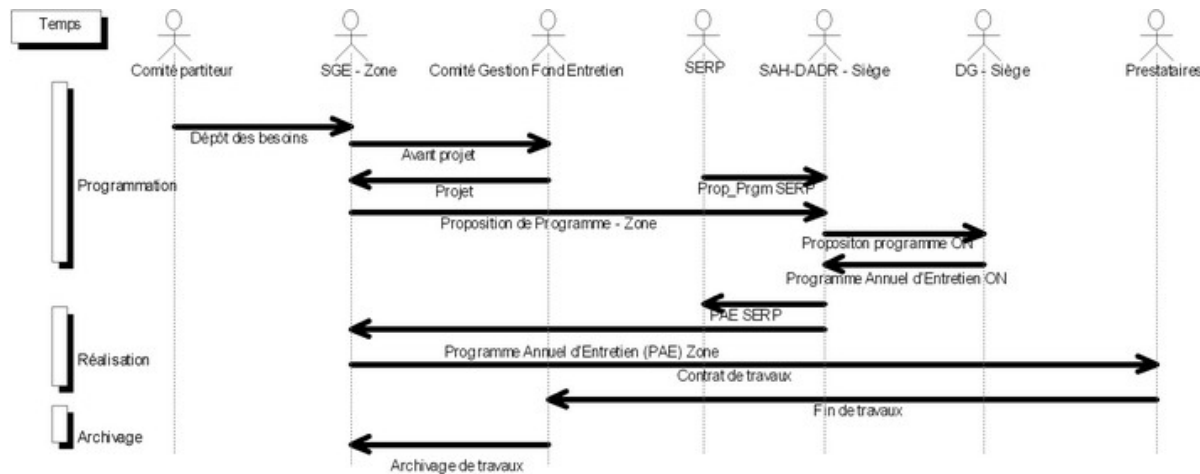 Temps
Comité partiteur
SGE - Zone
Comité Gestion Fond Entretien
SERP
SAH-DADR - Siège
DG - Siège
Prestataires
Dépôt des besoins
Avant projet
Programmation
Projet
Prop_Prgm SERP
Proposition de Programme - Zone
Propositon programme ON
Programme Annuel d'Entretien ON
PAE SERP
Programme Annuel d'Entretien (PAE) Zone
Réalisation
Contrat de travaux
Fin de travaux
Archivage
Archivage de travaux